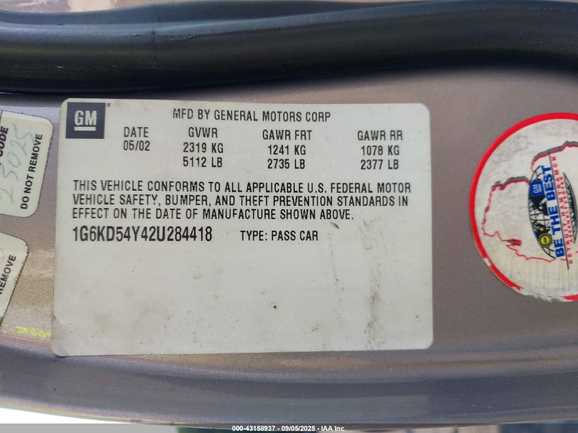 GM
MFD BY GENERAL MOTORS CORP
DATE GVWR GAWR FRT GAWR RR
05/02 2319 KG 1241 KG 1078 KG
5112 LB 2735 LB 2377 LB
THIS VEHICLE CONFORMS TO ALL APPLICABLE U.S. FEDERAL MOTOR
VEHICLE SAFETY, BUMPER, AND THEFT PREVENTION STANDARDS IN
EFFECT ON THE DATE OF MANUFACTURE SHOWN ABOVE.
1G6KD54Y42U284418 TYPE: PASS CAR
CODE
DO NOT REMOVE
REMOVE
GM
BE THE BEST
000-43158937 - 09/05/2025 - IAA Inc.